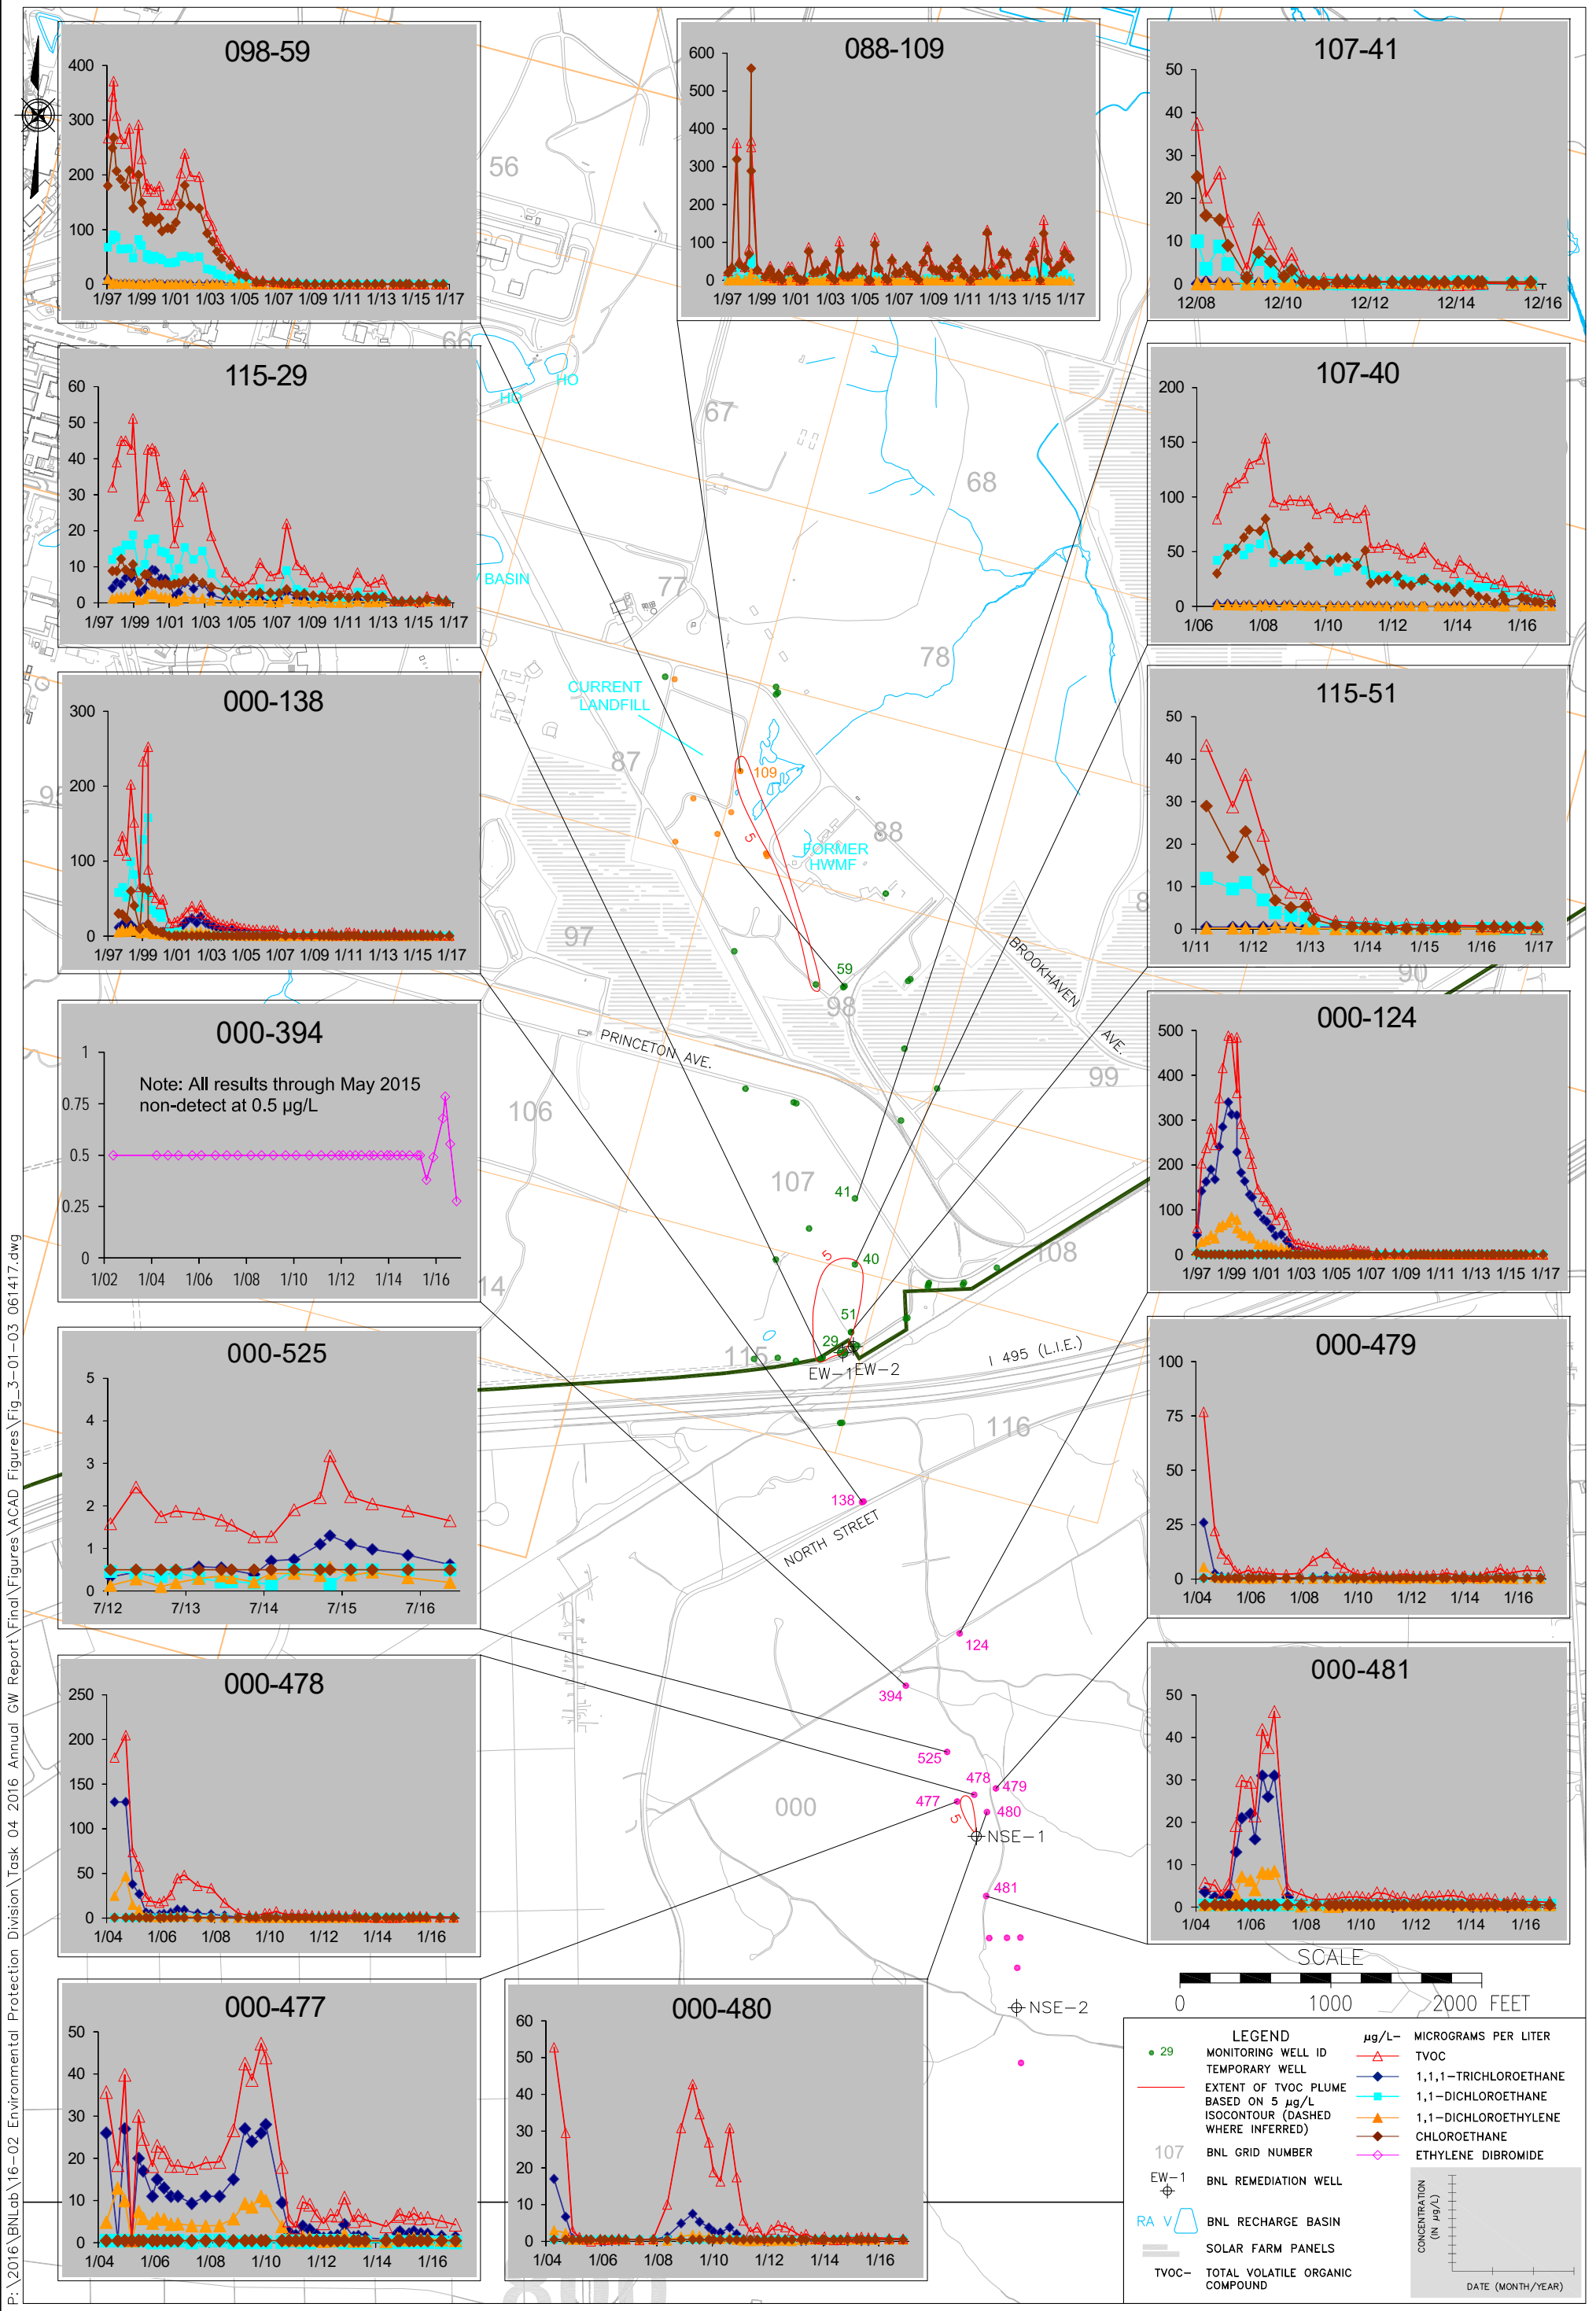 098-59
400
300
200
100
0
1/97 1/99 1/01 1/03 1/05 1/07 1/09 1/11 1/13 1/15 1/17
088-109
600
500
400
300
200
100
0
1/97 1/99 1/01 1/03 1/05 1/07 1/09 1/11 1/13 1/15 1/17
107-41
50
40
30
20
10
0
12/08 12/10 12/12 12/14 12/16
115-29
60
50
40
30
20
10
0
1/97 1/99 1/01 1/03 1/05 1/07 1/09 1/11 1/13 1/15 1/17
107-40
200
150
100
50
0
1/06 1/08 1/10 1/12 1/14 1/16
000-138
300
200
100
0
1/97 1/99 1/01 1/03 1/05 1/07 1/09 1/11 1/13 1/15 1/17
115-51
50
40
30
20
10
0
1/11 1/12 1/13 1/14 1/15 1/16 1/17
000-394
1
0.75
0.5
0.25
0
Note: All results through May 2015
non-detect at 0.5 µg/L
1/02 1/04 1/06 1/08 1/10 1/12 1/14 1/16
000-124
500
400
300
200
100
0
1/97 1/99 1/01 1/03 1/05 1/07 1/09 1/11 1/13 1/15 1/17
000-525
5
4
3
2
1
0
7/12 7/13 7/14 7/15 7/16
000-479
100
75
50
25
0
1/04 1/06 1/08 1/10 1/12 1/14 1/16
000-478
250
200
150
100
50
0
1/04 1/06 1/08 1/10 1/12 1/14 1/16
000-481
50
40
30
20
10
0
1/04 1/06 1/08 1/10 1/12 1/14 1/16
000-477
50
40
30
20
10
0
1/04 1/06 1/08 1/10 1/12 1/14 1/16
000-480
60
50
40
30
20
10
0
1/04 1/06 1/08 1/10 1/12 1/14 1/16
56
66
HO
HO
67
68
BASIN
77
78
CURRENT
LANDFILL
87
109
5
88
FORMER
HWMF
97
59
98
BROOKHAVEN
AVE.
90
PRINCETON AVE.
99
106
107
41
5
40
108
14
51
29
115
EW-1
EW-2
I 495 (L.I.E.)
116
138
NORTH STREET
124
394
525
478
479
477
480
5
000
NSE-1
481
NSE-2
SCALE
0 1000 2000 FEET
LEGEND
29 MONITORING WELL ID
TEMPORARY WELL
EXTENT OF TVOC PLUME
BASED ON 5 µg/L
ISOCONTOUR (DASHED
WHERE INFERRED)
107 BNL GRID NUMBER
EW-1 BNL REMEDIATION WELL
RA V BNL RECHARGE BASIN
SOLAR FARM PANELS
TVOC- TOTAL VOLATILE ORGANIC
COMPOUND
µg/L- MICROGRAMS PER LITER
TVOC
1,1,1-TRICHLOROETHANE
1,1-DICHLOROETHANE
1,1-DICHLOROETHYLENE
CHLOROETHANE
ETHYLENE DIBROMIDE
CONCENTRATION
(IN µg/L)
DATE (MONTH/YEAR)
P:\2016\BNLab\16-02 Environmental Protection Division\Task 04 2016 Annual GW Report\Final\Figures\ACAD Figures\Fig_3-01-03 061417.dwg